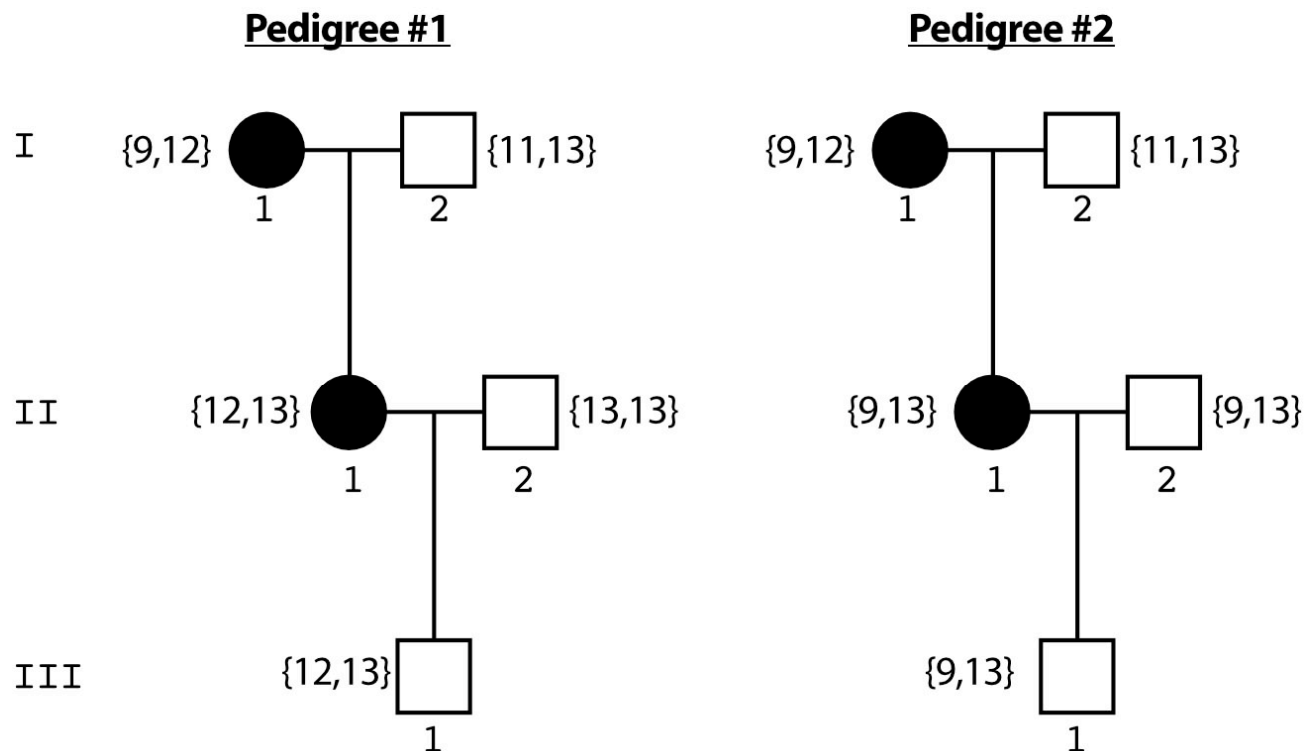 Pedigree #1 Pedigree #2
I {9,12} {11,13} {9,12} {11,13}
1 2 1 2
II {12,13} {13,13} {9,13} {9,13}
1 2 1 2
III {12,13} {9,13}
1 1